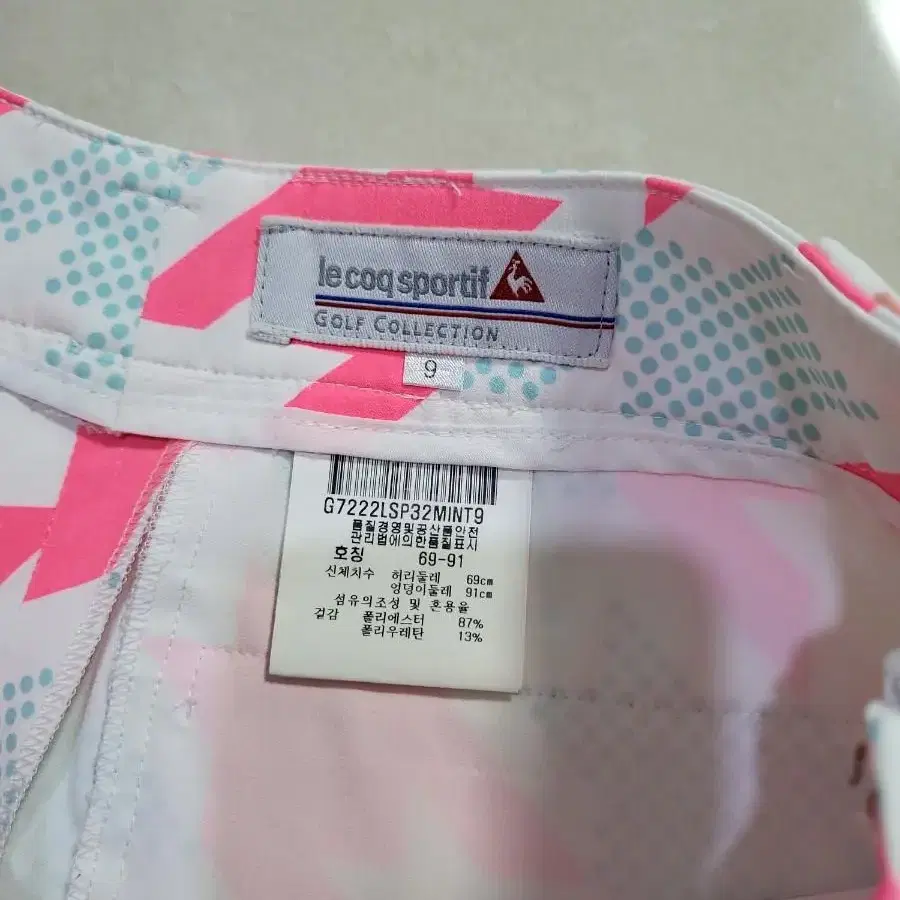 le coq sportif
GOLF COLLECTION
9
G7222LSP32MINT9
품질경영및공산품안전
관리법에의한품질표시
호칭 69-91
신체치수 허리둘레 69cm
엉덩이둘레 91cm
섬유의조성 및 혼용율
겉감 폴리에스터 87%
폴리우레탄 13%